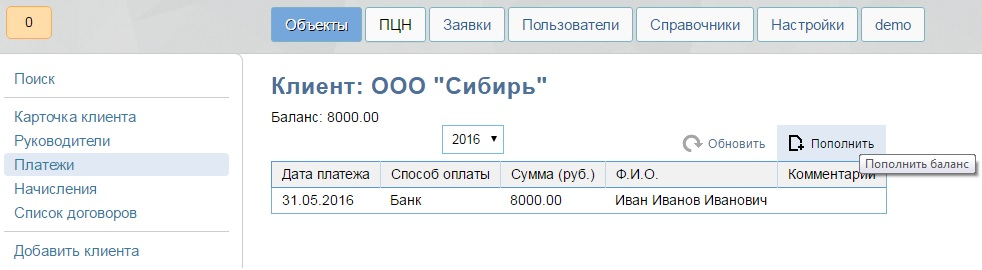 0
Объекты ПЦН Заявки Пользователи Справочники Настройки demo
Поиск
Карточка клиента
Руководители
Платежи
Начисления
Список договоров
Добавить клиента
Клиент: ООО "Сибирь"
Баланс: 8000.00
2016 Обновить Пополнить
Пополнить баланс
Дата платежа Способ оплаты Сумма (руб.) Ф.И.О. Комментарий
31.05.2016 Банк 8000.00 Иван Иванов Иванович